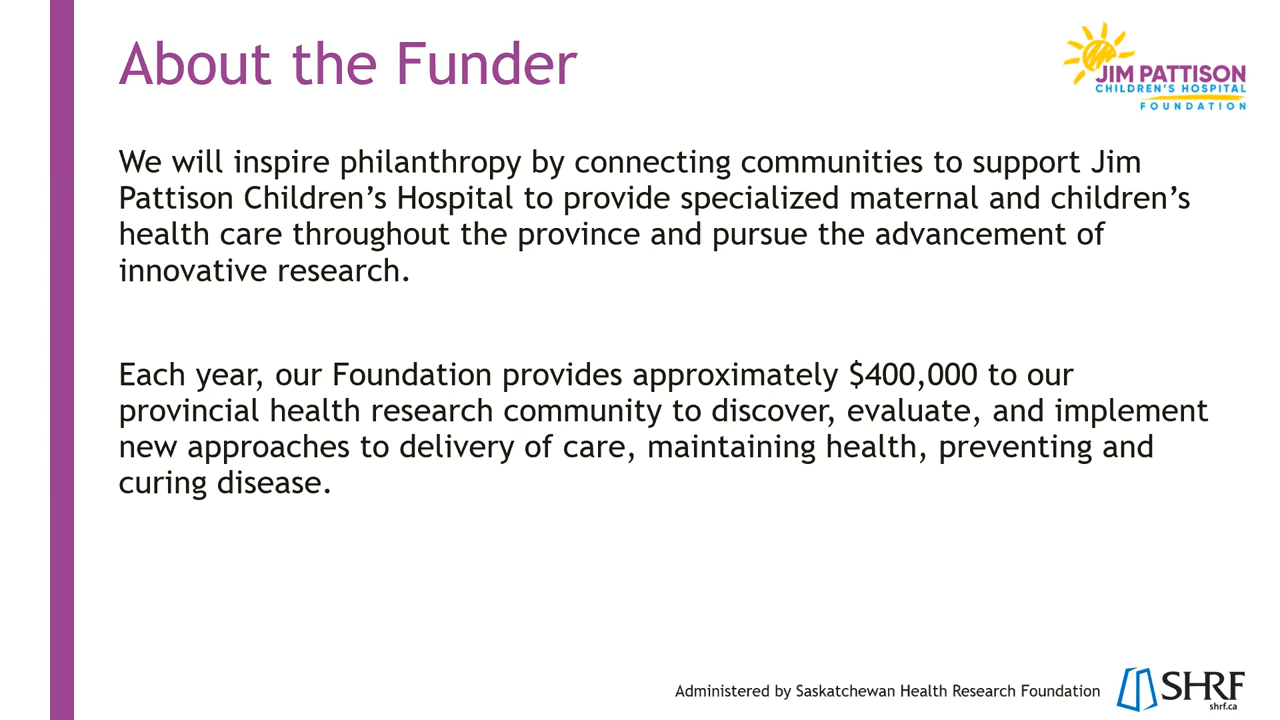 About the Funder
JIM PATTISON
CHILDREN'S HOSPITAL
FOUNDATION
We will inspire philanthropy by connecting communities to support Jim
Pattison Children’s Hospital to provide specialized maternal and children’s
health care throughout the province and pursue the advancement of
innovative research.
Each year, our Foundation provides approximately $400,000 to our
provincial health research community to discover, evaluate, and implement
new approaches to delivery of care, maintaining health, preventing and
curing disease.
Administered by Saskatchewan Health Research Foundation
SHRF
shrf.ca